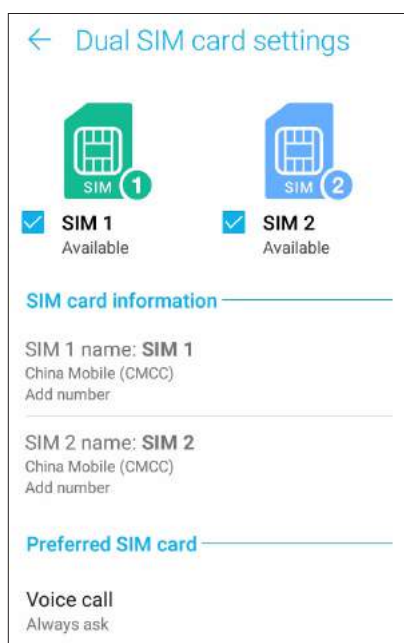 Dual SIM card settings
SIM 1
SIM 2
SIM 1
SIM 2
Available
Available
SIM card information
SIM 1 name: SIM 1
China Mobile (CMCC)
Add number
SIM 2 name: SIM 2
China Mobile (CMCC)
Add number
Preferred SIM card
Voice call
Always ask